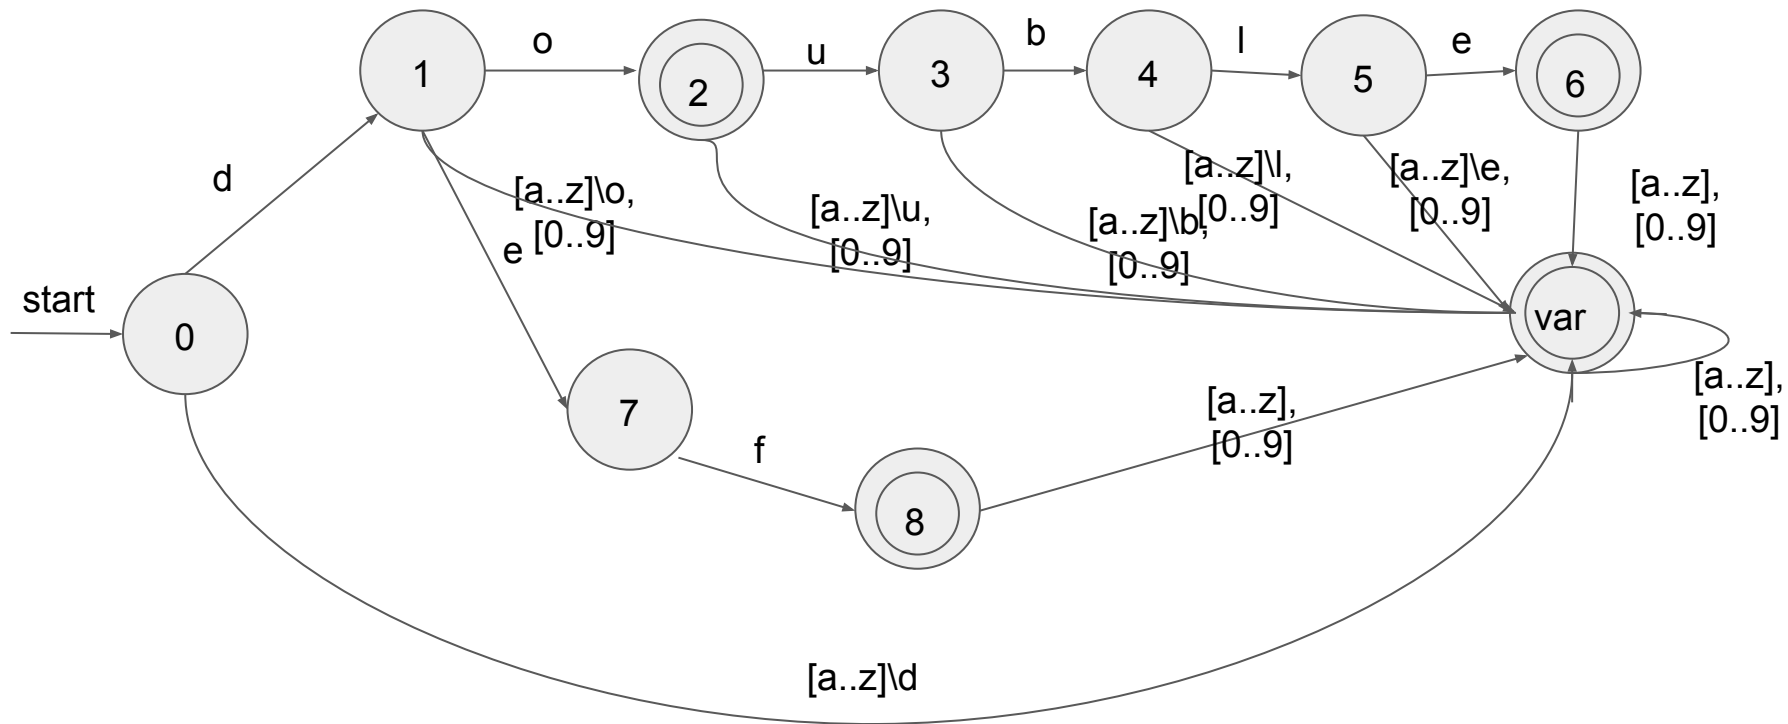 o
u
b
l
e
1
2
3
4
5
6
d
[a..z]\o,
[0..9]
e
[a..z]\u,
[0..9]
[a..z]\b,
[0..9]
[a..z]\l,
[0..9]
[a..z]\e,
[0..9]
[a..z],
[0..9]
start
0
var
7
f
8
[a..z],
[0..9]
[a..z],
[0..9]
[a..z]\d